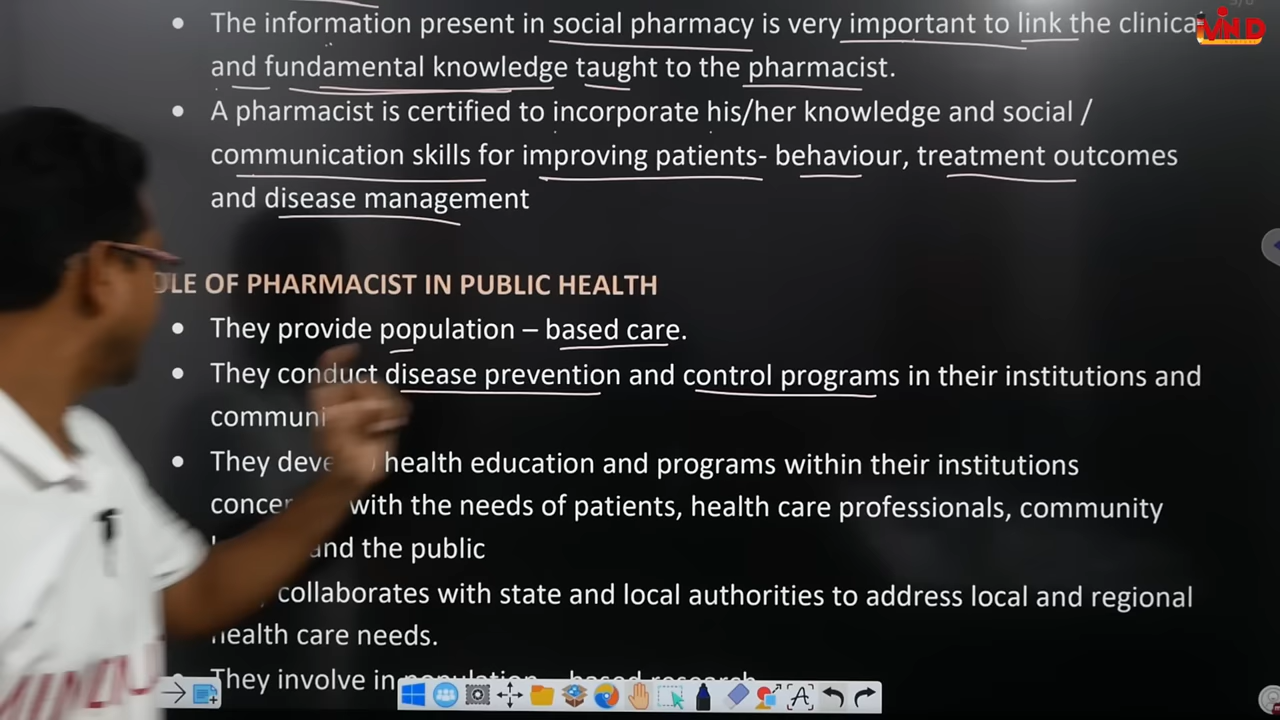 The information present in social pharmacy is very important to link the clinical
and fundamental knowledge taught to the pharmacist.
A pharmacist is certified to incorporate his/her knowledge and social /
communication skills for improving patients- behaviour, treatment outcomes
and disease management
OLE OF PHARMACIST IN PUBLIC HEALTH
They provide population – based care.
They conduct disease prevention and control programs in their institutions and
communi
They deve health education and programs within their institutions
concer with the needs of patients, health care professionals, community
and the public
collaborates with state and local authorities to address local and regional
health care needs.
They involve in population – based research